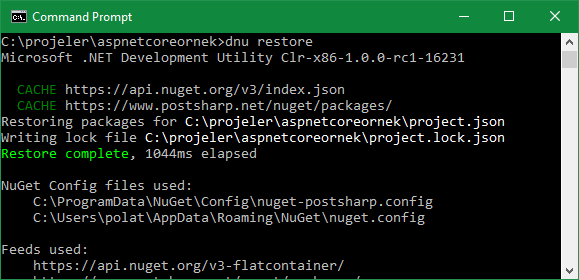 Command Prompt
C:\projeler\aspnetcoreornek>dnu restore
Microsoft .NET Development Utility Clr-x86-1.0.0-rc1-16231
CACHE https://api.nuget.org/v3/index.json
CACHE https://www.postsharp.net/nuget/packages/
Restoring packages for C:\projeler\aspnetcoreornek\project.json
Writing lock file C:\projeler\aspnetcoreornek\project.lock.json
Restore complete, 1044ms elapsed
NuGet Config files used:
C:\ProgramData\NuGet\Config\nuget-postsharp.config
C:\Users\polat\AppData\Roaming\NuGet\nuget.config
Feeds used:
https://api.nuget.org/v3-flatcontainer/